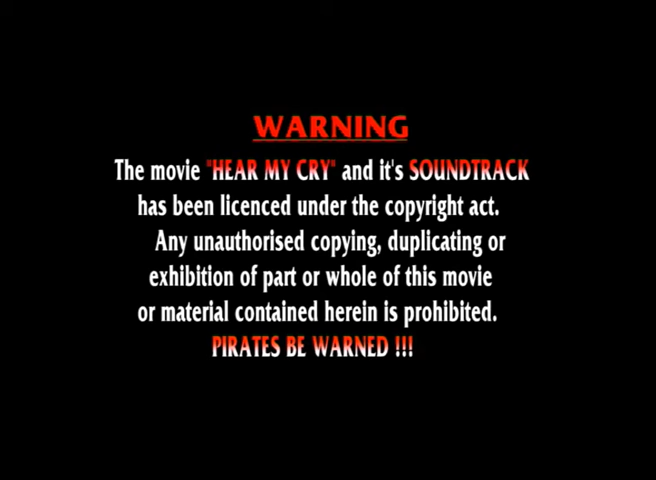 WARNING
The movie "HEAR MY CRY" and it's SOUNDTRACK
has been licenced under the copyright act.
Any unauthorised copying, duplicating or
exhibition of part or whole of this movie
or material contained herein is prohibited.
PIRATES BE WARNED !!!